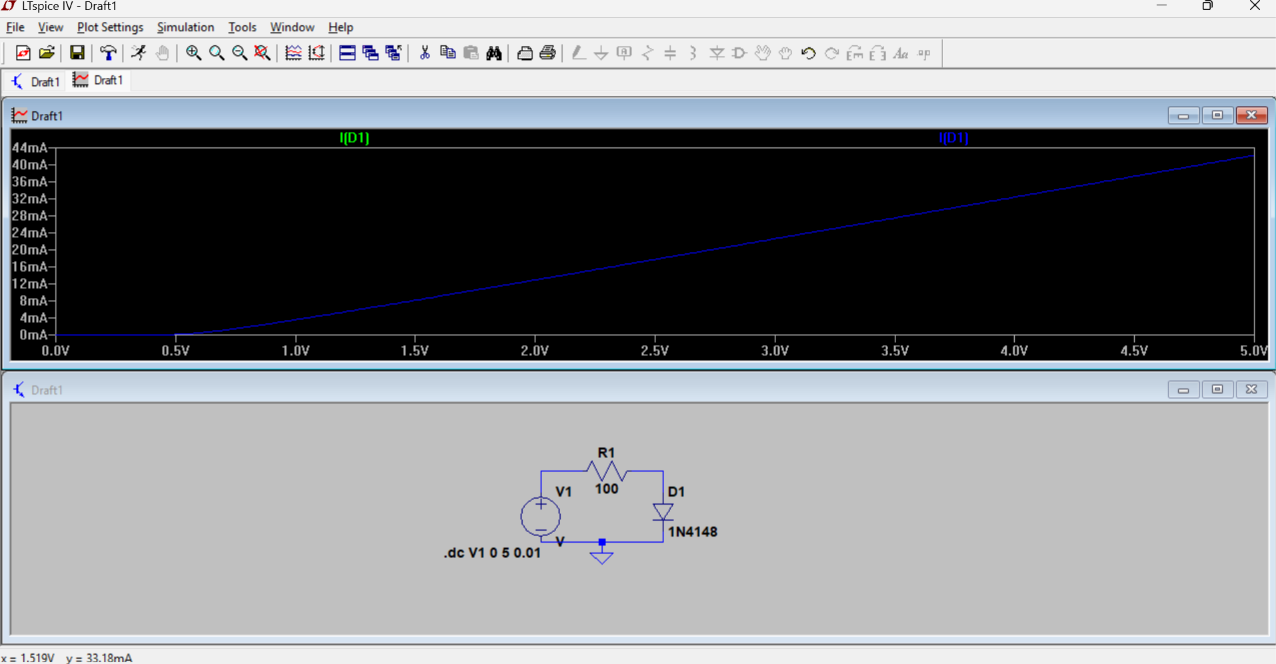 LTspice IV - Draft1
File View Plot Settings Simulation Tools Window Help
Draft1 Draft1
Draft1
I(D1) I(D1)
44mA
40mA
36mA
32mA
28mA
24mA
20mA
16mA
12mA
8mA
4mA
0mA
0.0V 0.5V 1.0V 1.5V 2.0V 2.5V 3.0V 3.5V 4.0V 4.5V 5.0V
Draft1
R1
100
V1
D1
1N4148
V
.dc V1 0 5 0.01
x = 1.519V y = 33.18mA